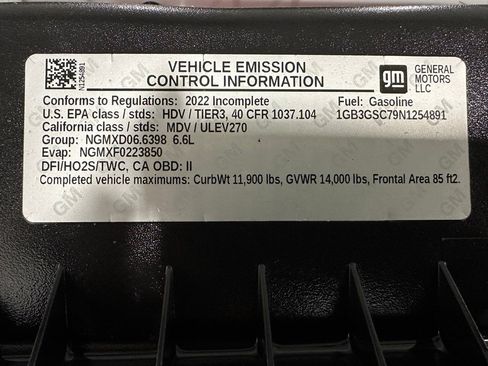 N1254891
VEHICLE EMISSION
CONTROL INFORMATION
gm
GENERAL
MOTORS
LLC
Conforms to Regulations: 2022 Incomplete
Fuel: Gasoline
U.S. EPA class / stds: HDV / TIER3, 40 CFR 1037.104
1GB3GSC79N1254891
California class / stds: MDV / ULEV270
Group: NGMXD06.6398 6.6L
Evap: NGMXF0223850
DFI/HO2S/TWC, CA OBD: II
Completed vehicle maximums: CurbWt 11,900 lbs, GVWR 14,000 lbs, Frontal Area 85 ft2.